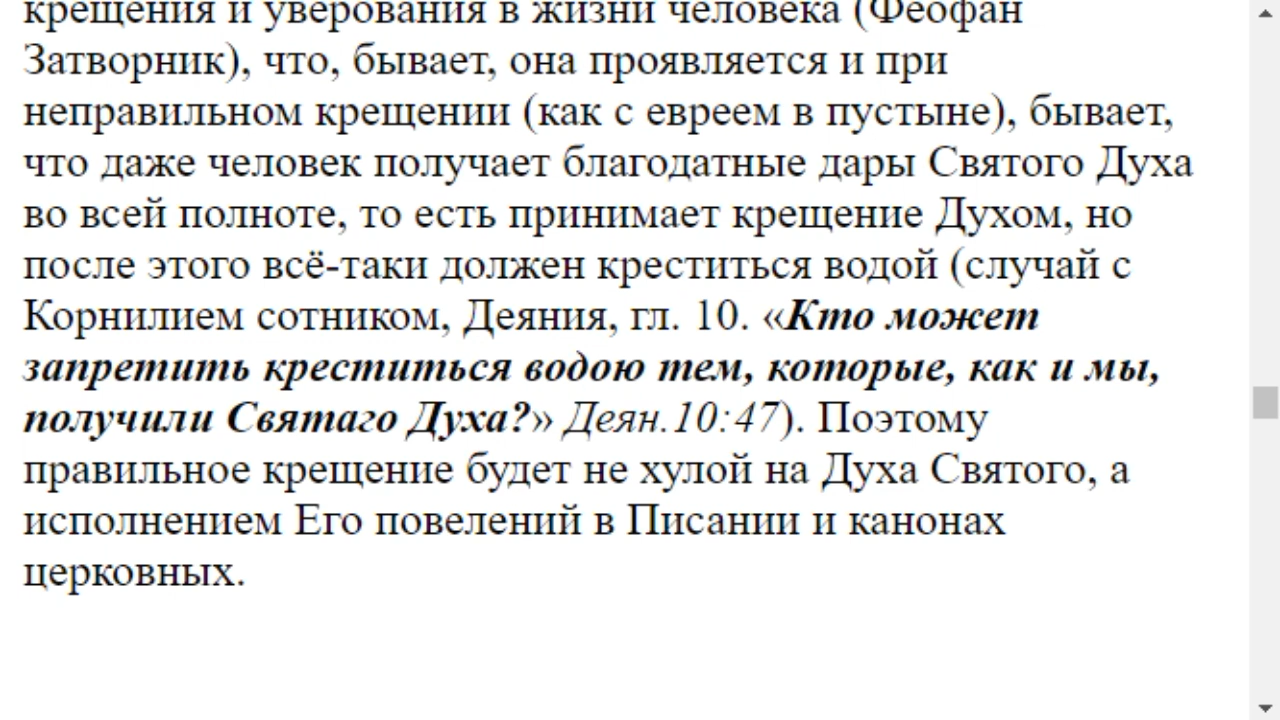 крещения и уверования в жизни человека (Феофан
Затворник), что, бывает, она проявляется и при
неправильном крещении (как с евреем в пустыне), бывает,
что даже человек получает благодатные дары Святого Духа
во всей полноте, то есть принимает крещение Духом, но
после этого всё-таки должен креститься водой (случай с
Корнилием сотником, Деяния, гл. 10. «Кто может
запретить креститься водою тем, которые, как и мы,
получили Святаго Духа?» Деян.10:47). Поэтому
правильное крещение будет не хулой на Духа Святого, а
исполнением Его повелений в Писании и канонах
церковных.